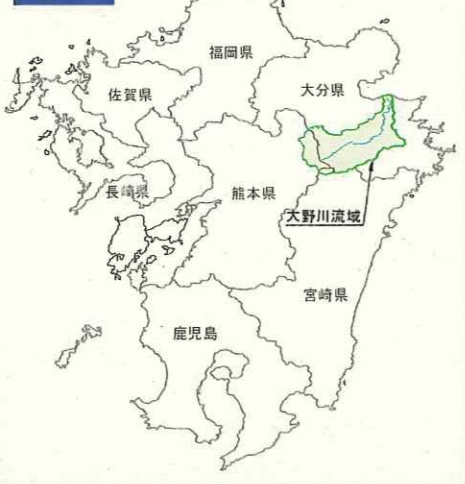 福岡県
大分県
佐賀県
長崎県
熊本県
大野川流域
宮崎県
鹿児島